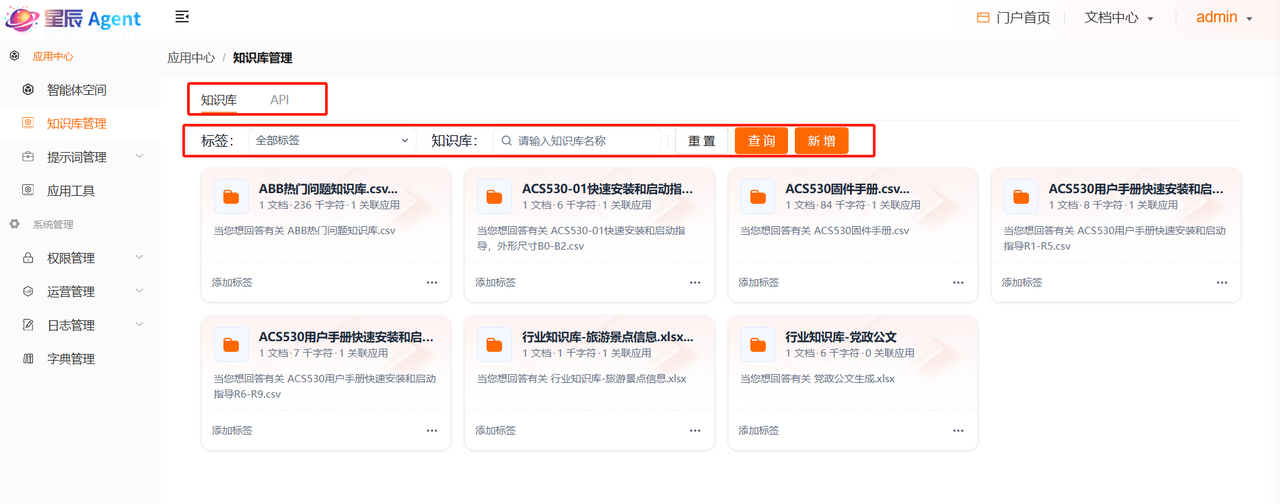 星辰 Agent
门户首页
文档中心
admin
应用中心
智能体空间
知识库管理
提示词管理
应用工具
系统管理
权限管理
运营管理
日志管理
字典管理
应用中心 / 知识库管理
知识库 API
标签: 全部标签 知识库: 请输入知识库名称 重 置 查 询 新 增
ABB热门问题知识库.csv...
1 文档·236 千字符·1 关联应用
当您想回答有关 ABB热门问题知识库.csv
添加标签 ...
ACS530-01快速安装和启动指...
1 文档·6 千字符·1 关联应用
当您想回答有关 ACS530-01快速安装和启动指
导，外形尺寸B0-B2.csv
添加标签 ...
ACS530固件手册.csv...
1 文档·84 千字符·1 关联应用
当您想回答有关 ACS530固件手册.csv
添加标签 ...
ACS530用户手册快速安装和启...
1 文档·8 千字符·1 关联应用
当您想回答有关 ACS530用户手册快速安装和启动
指导R1-R5.csv
添加标签 ...
ACS530用户手册快速安装和启...
1 文档·7 千字符·1 关联应用
当您想回答有关 ACS530用户手册快速安装和启动
指导R6-R9.csv
添加标签 ...
行业知识库-旅游景点信息.xlsx...
1 文档·1 千字符·1 关联应用
当您想回答有关 行业知识库-旅游景点信息.xlsx
添加标签 ...
行业知识库-党政公文
1 文档·6 千字符·0 关联应用
当您想回答有关 党政公文生成.xlsx
添加标签 ...